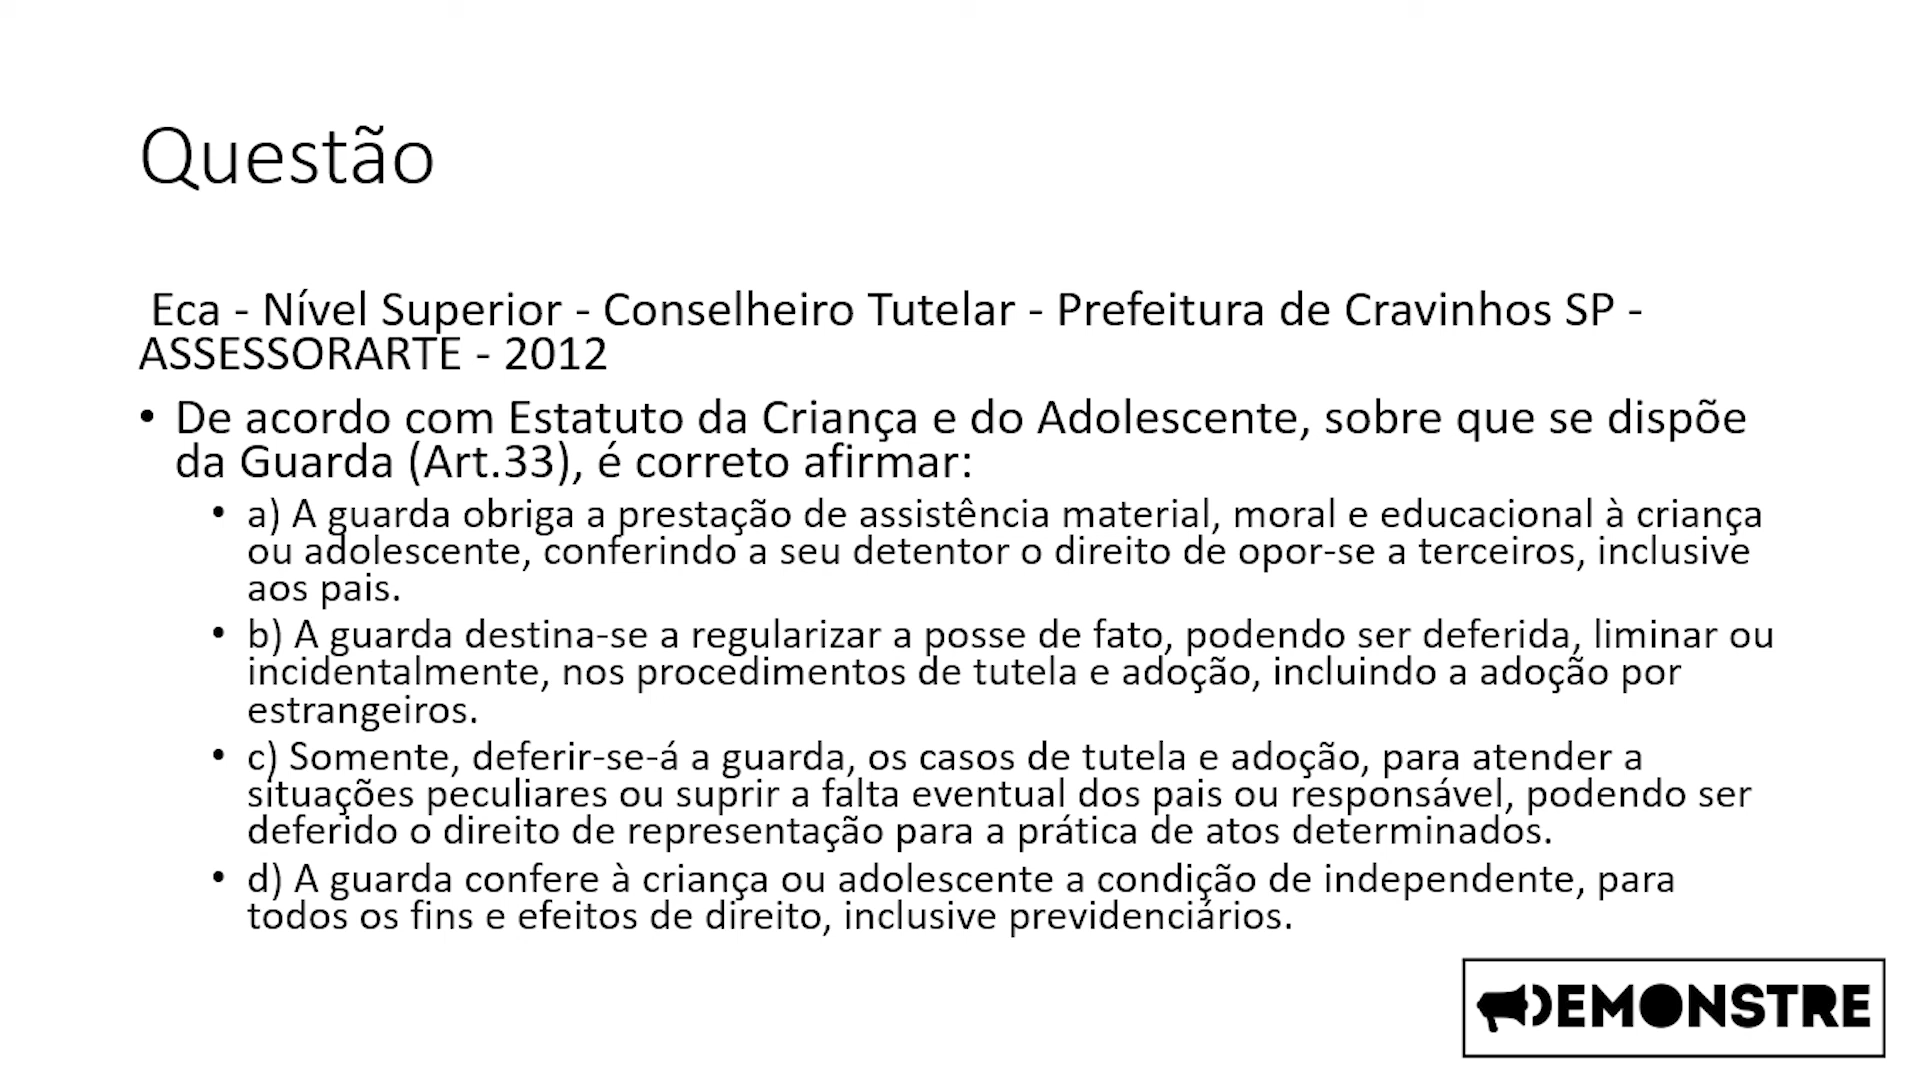 Questão
Eca - Nível Superior - Conselheiro Tutelar - Prefeitura de Cravinhos SP -
ASSESSORARTE - 2012
• De acordo com Estatuto da Criança e do Adolescente, sobre que se dispõe
da Guarda (Art.33), é correto afirmar:
• a) A guarda obriga a prestação de assistência material, moral e educacional à criança
ou adolescente, conferindo a seu detentor o direito de opor-se a terceiros, inclusive
aos pais.
• b) A guarda destina-se a regularizar a posse de fato, podendo ser deferida, liminar ou
incidentalmente, nos procedimentos de tutela e adoção, incluindo a adoção por
estrangeiros.
• c) Somente, deferir-se-á a guarda, os casos de tutela e adoção, para atender a
situações peculiares ou suprir a falta eventual dos pais ou responsável, podendo ser
deferido o direito de representação para a prática de atos determinados.
• d) A guarda confere à criança ou adolescente a condição de independente, para
todos os fins e efeitos de direito, inclusive previdenciários.
DEMONSTRE